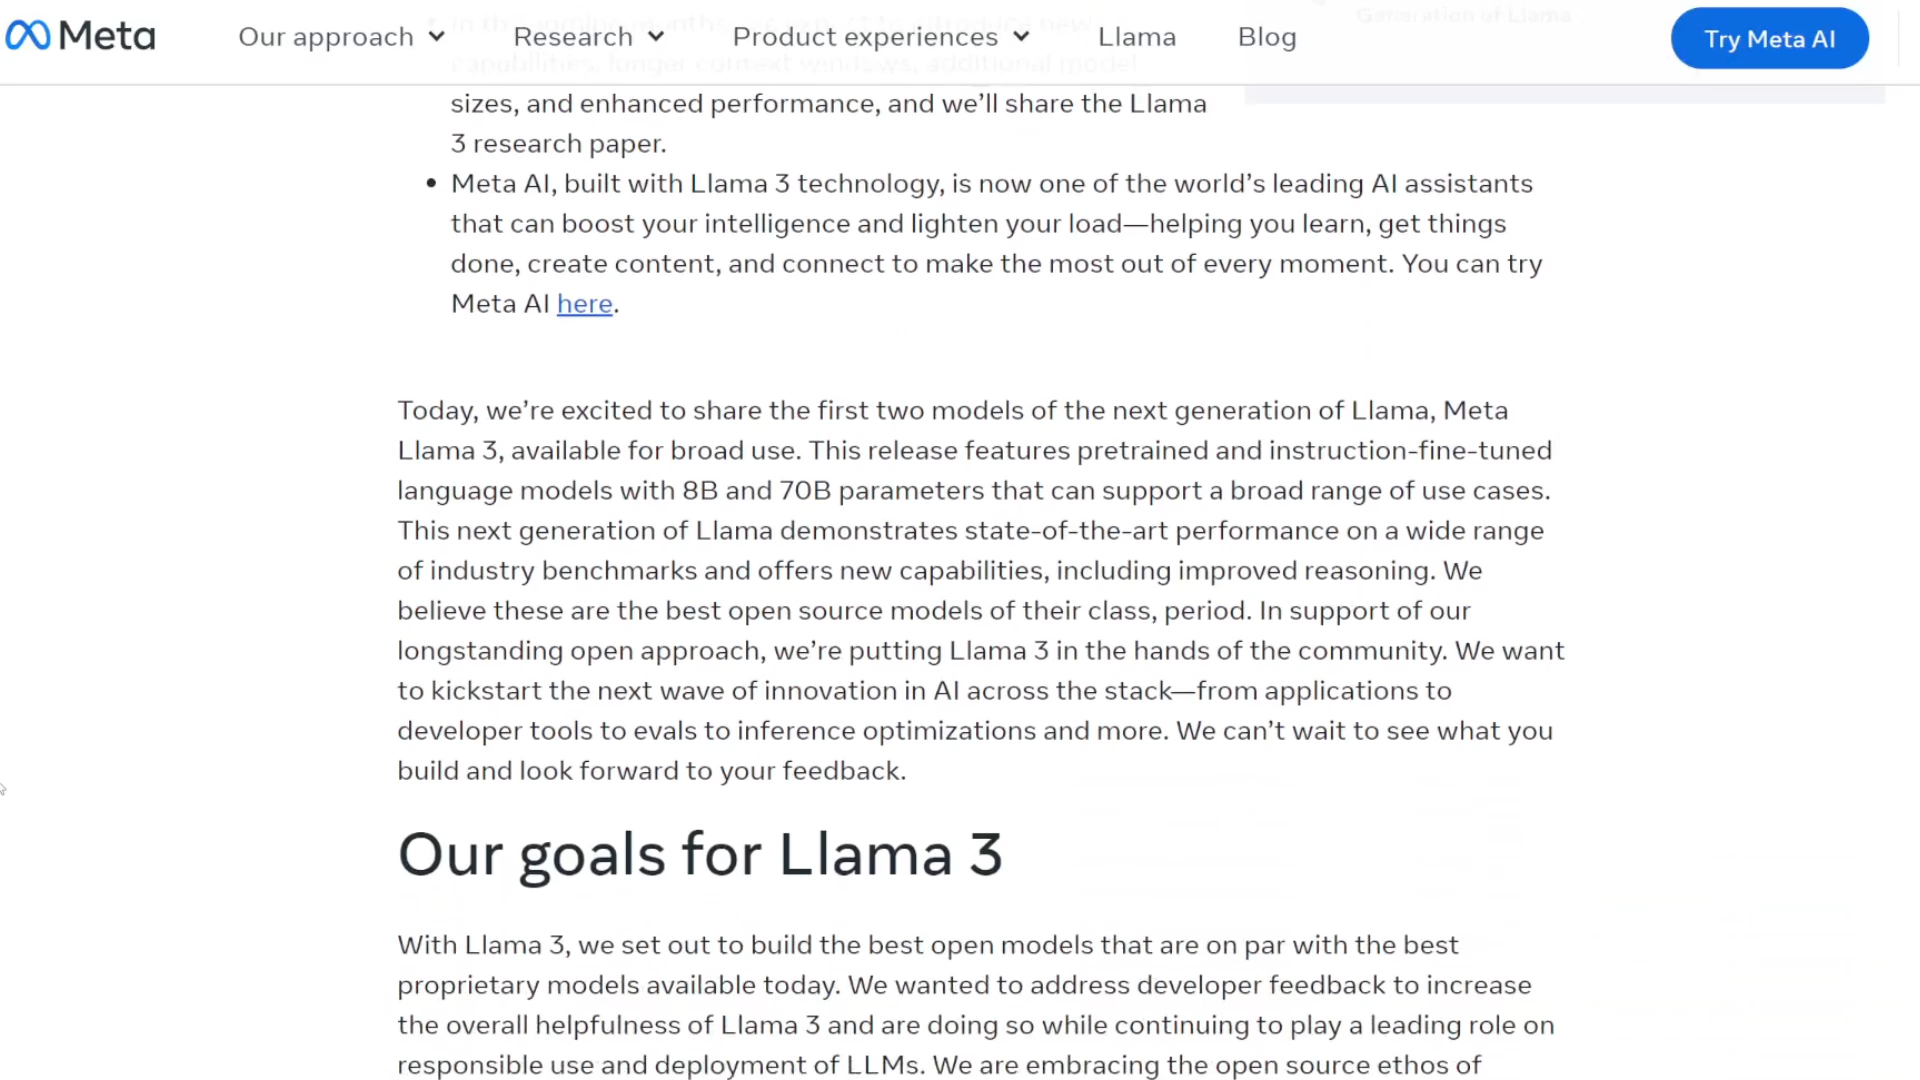 Meta
Our approach
Research
Product experiences
Llama
Blog
Try Meta AI
Generation of Llama
capabilities, longer context windows, additional model
sizes, and enhanced performance, and we’ll share the Llama
3 research paper.
• Meta AI, built with Llama 3 technology, is now one of the world’s leading AI assistants
that can boost your intelligence and lighten your load—helping you learn, get things
done, create content, and connect to make the most out of every moment. You can try
Meta AI here.
Today, we’re excited to share the first two models of the next generation of Llama, Meta
Llama 3, available for broad use. This release features pretrained and instruction-fine-tuned
language models with 8B and 70B parameters that can support a broad range of use cases.
This next generation of Llama demonstrates state-of-the-art performance on a wide range
of industry benchmarks and offers new capabilities, including improved reasoning. We
believe these are the best open source models of their class, period. In support of our
longstanding open approach, we’re putting Llama 3 in the hands of the community. We want
to kickstart the next wave of innovation in AI across the stack—from applications to
developer tools to evals to inference optimizations and more. We can’t wait to see what you
build and look forward to your feedback.
Our goals for Llama 3
With Llama 3, we set out to build the best open models that are on par with the best
proprietary models available today. We wanted to address developer feedback to increase
the overall helpfulness of Llama 3 and are doing so while continuing to play a leading role on
responsible use and deployment of LLMs. We are embracing the open source ethos of